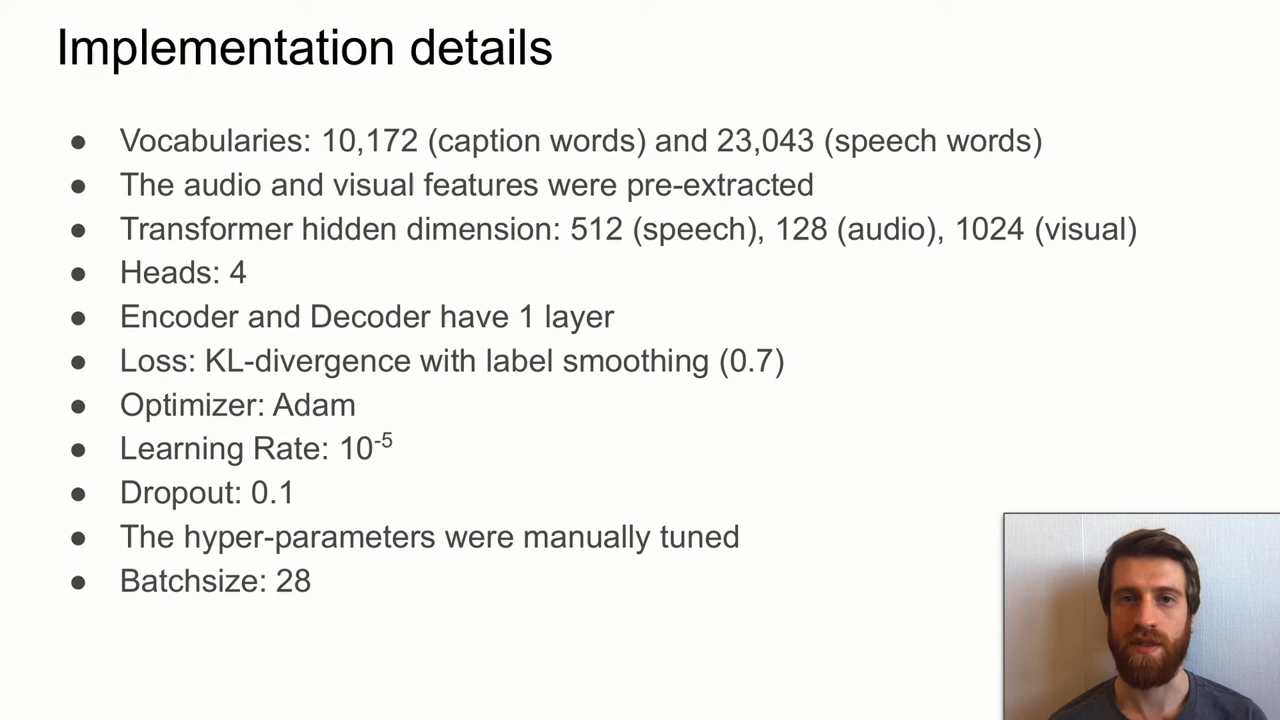 Implementation details
● Vocabularies: 10,172 (caption words) and 23,043 (speech words)
● The audio and visual features were pre-extracted
● Transformer hidden dimension: 512 (speech), 128 (audio), 1024 (visual)
● Heads: 4
● Encoder and Decoder have 1 layer
● Loss: KL-divergence with label smoothing (0.7)
● Optimizer: Adam
● Learning Rate: 10⁻⁵
● Dropout: 0.1
● The hyper-parameters were manually tuned
● Batchsize: 28